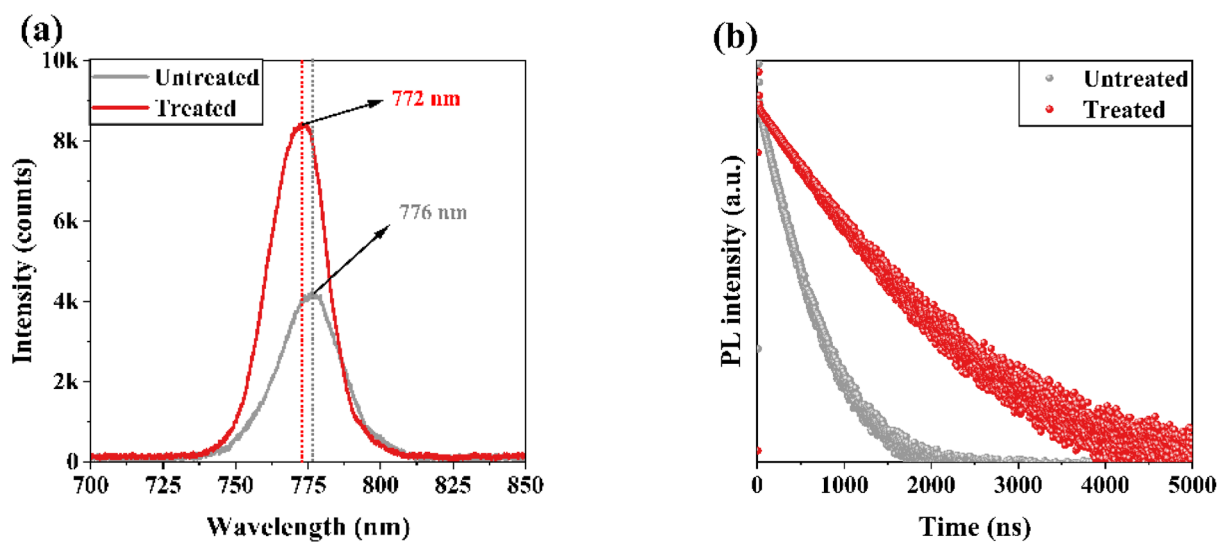 (a)
10k
8k
6k
4k
2k
0
Intensity (counts)
Untreated
Treated
772 nm
776 nm
700
725
750
775
800
825
850
Wavelength (nm)
(b)
PL intensity (a.u.)
Untreated
Treated
0
1000
2000
3000
4000
5000
Time (ns)